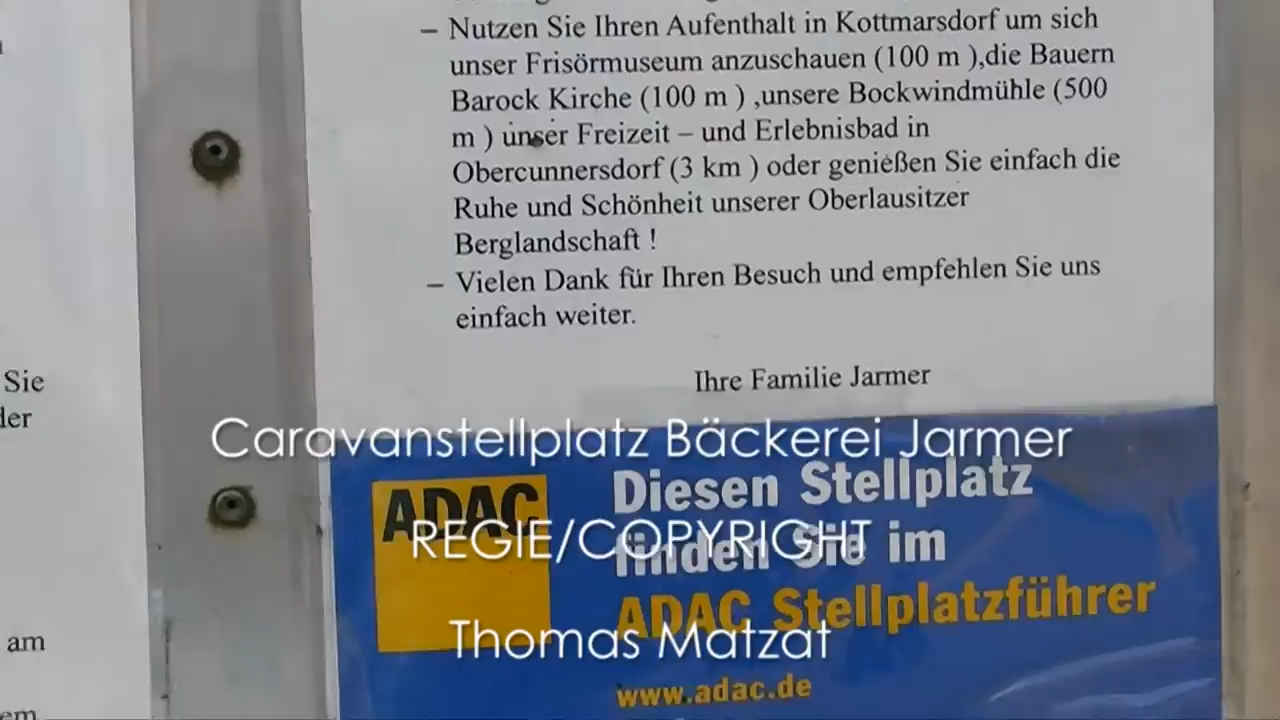 – Nutzen Sie Ihren Aufenthalt in Kottmarsdorf um sich
unser Frisörmuseum anzuschauen (100 m ),die Bauern
Barock Kirche (100 m ) ,unsere Bockwindmühle (500
m ) unser Freizeit – und Erlebnisbad in
Obercunnersdorf (3 km ) oder genießen Sie einfach die
Ruhe und Schönheit unserer Oberlausitzer
Berglandschaft !
– Vielen Dank für Ihren Besuch und empfehlen Sie uns
einfach weiter.
Ihre Familie Jarmer
Sie
am
Caravanstellplatz Bäckerei Jarmer
REGIE/COPYRIGHT
Thomas Matzat
ADAC
Diesen Stellplatz
finden Sie im
ADAC Stellplatzführer
www.adac.de